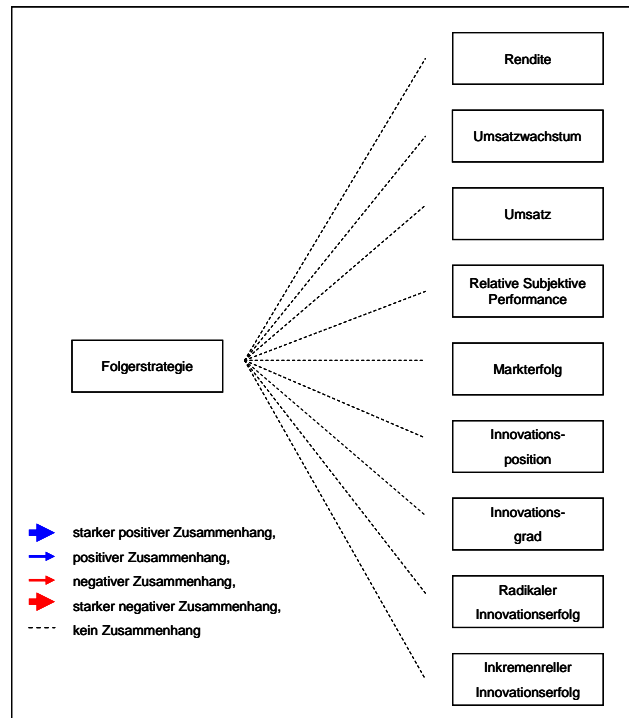 Rendite
Umsatzwachstum
Umsatz
Relative Subjektive
Performance
Folgerstrategie
Markterfolg
Innovations-
position
Innovations-
grad
Radikaler
Innovationserfolg
Inkremenreller
Innovationserfolg
starker positiver Zusammenhang,
positiver Zusammenhang,
negativer Zusammenhang,
starker negativer Zusammenhang,
kein Zusammenhang